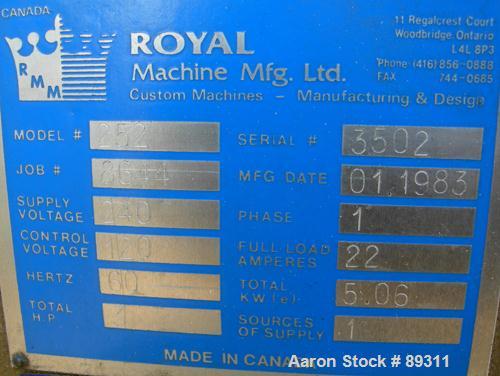 CANADA
11 Regalcrest Court
Woodbridge, Ontario
L4L 8P3
Phone (416) 856-0888
FAX 744-0685
RMM
ROYAL
Machine Mfg. Ltd.
Custom Machines - Manufacturing & Design
MODEL # 252 SERIAL # 3502
JOB # 8644 MFG DATE 01.1983
SUPPLY VOLTAGE 240 PHASE 1
CONTROL VOLTAGE 120 FULL LOAD AMPERES 22
HERTZ 60 TOTAL KW(e) 5.06
TOTAL H.P. 1 SOURCES OF SUPPLY 1
MADE IN CANADA
Aaron Stock # 89311